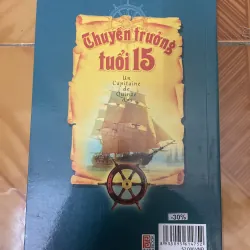 Thuyền trưởng
tuổi 15
Un
Capitaine
de
Quinze
Ans
-30%